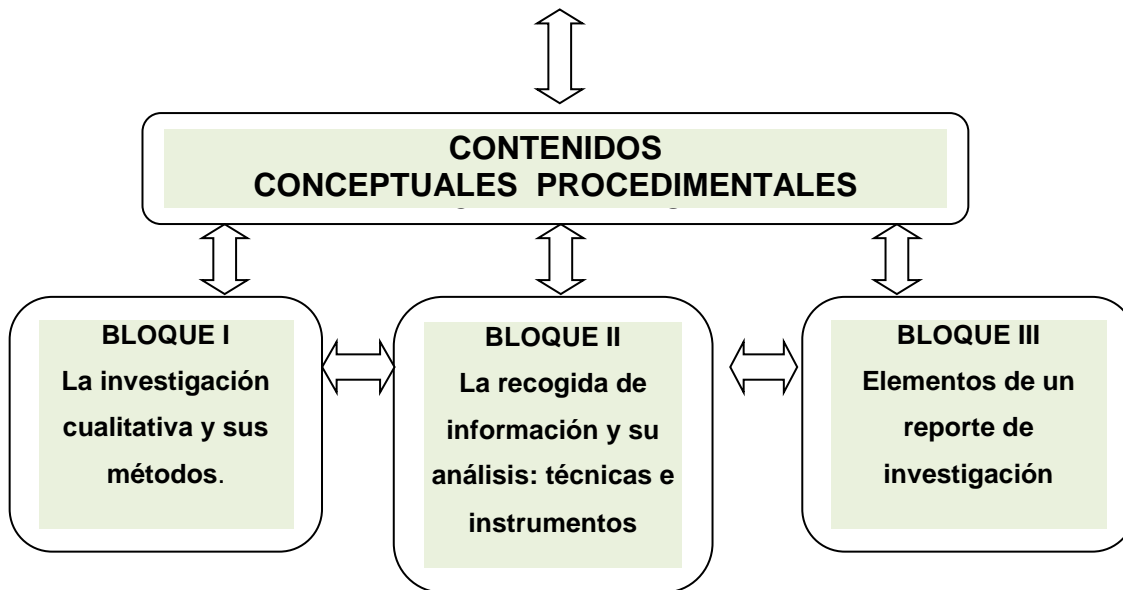 CONTENIDOS
CONCEPTUALES PROCEDIMENTALES
BLOQUE I
La investigación
cualitativa y sus
métodos.
BLOQUE II
La recogida de
información y su
análisis: técnicas e
instrumentos
BLOQUE III
Elementos de un
reporte de
investigación